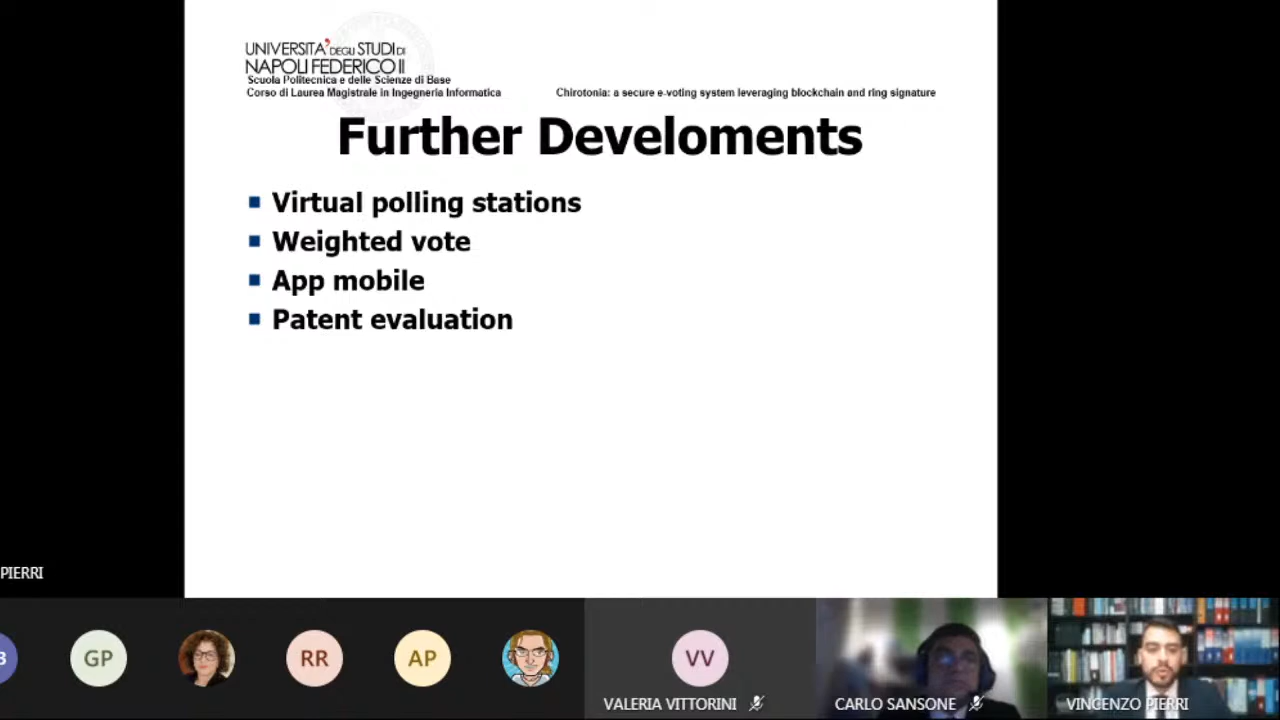 UNIVERSITA' DEGLI STUDI DI
NAPOLI FEDERICO II
Scuola Politecnica e delle Scienze di Base
Corso di Laurea Magistrale in Ingegneria Informatica
Chirotonia: a secure e-voting system leveraging blockchain and ring signature
Further Develoments
Virtual polling stations
Weighted vote
App mobile
Patent evaluation
PIERRI
3
GP
RR
AP
VV
VALERIA VITTORINI
CARLO SANSONE
VINCENZO PIERRI